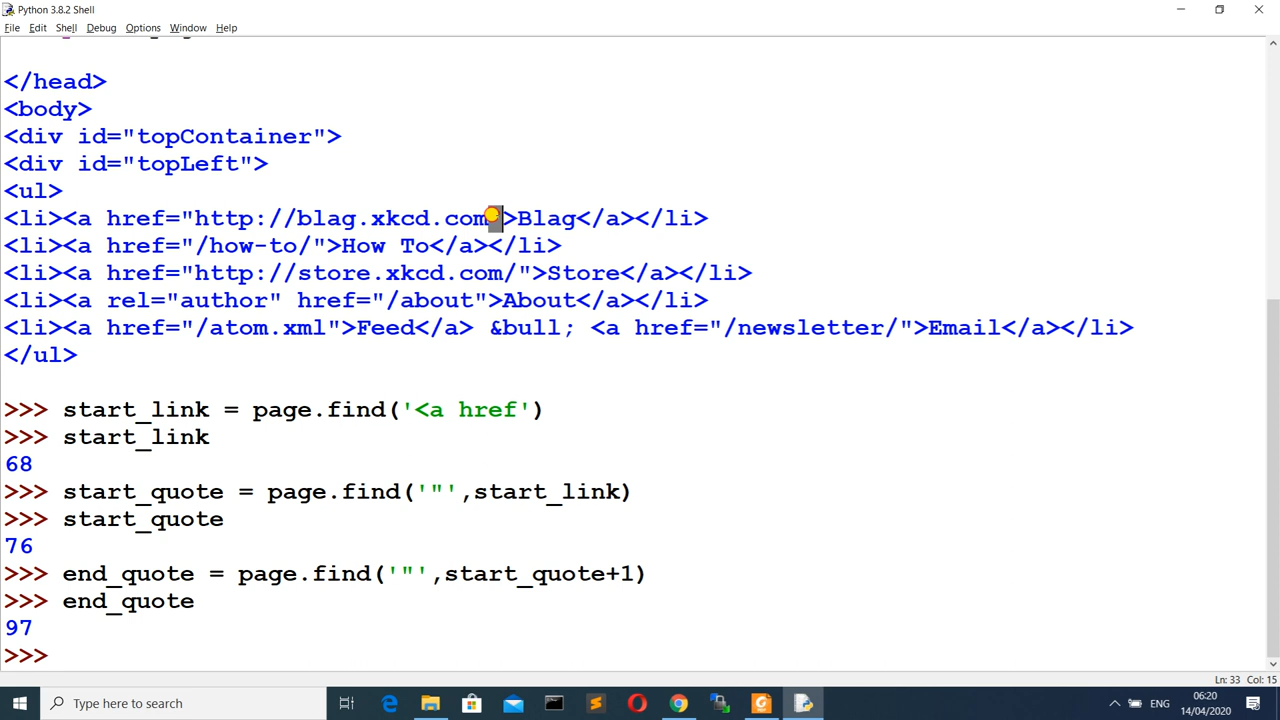 Python 3.8.2 Shell
File Edit Shell Debug Options Window Help
</head>
<body>
<div id="topContainer">
<div id="topLeft">
<ul>
<li><a href="http://blag.xkcd.com">Blag</a></li>
<li><a href="/how-to/">How To</a></li>
<li><a href="http://store.xkcd.com/">Store</a></li>
<li><a rel="author" href="/about">About</a></li>
<li><a href="/atom.xml">Feed</a> &bull; <a href="/newsletter/">Email</a></li>
</ul>
>>> start_link = page.find('<a href')
>>> start_link
68
>>> start_quote = page.find('"',start_link)
>>> start_quote
76
>>> end_quote = page.find('"',start_quote+1)
>>> end_quote
97
>>>
Ln: 33 Col: 15
Type here to search
ENG
06:20
14/04/2020